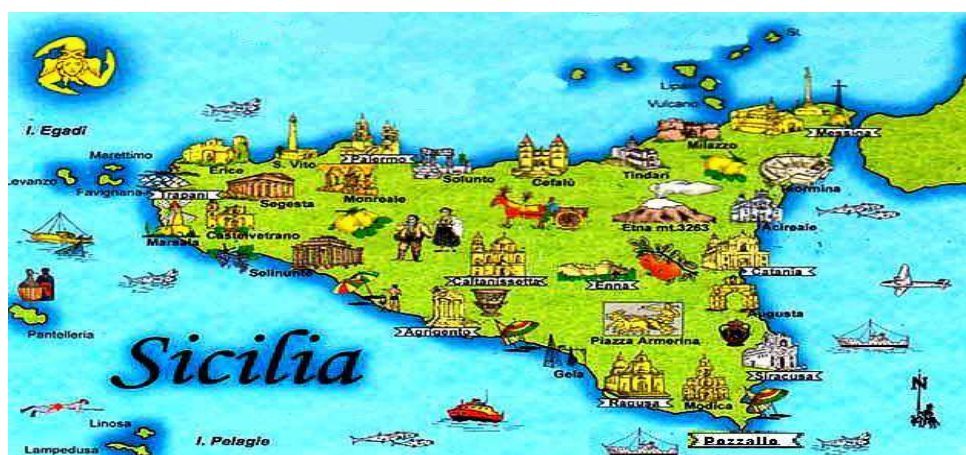 St.
Lipari
Vulcano
I. Egadi
Messina
Milazzo
Marettimo
Erice
S. Vito
Palermo
Solunto
Cefalù
Tindari
Levanzo
Favignana
Trapani
Segesta
Monreale
Taormina
Etna mt.3263
Acireale
Marsala
Castelvetrano
Selinunte
Caltanissetta
Enna
Catania
Augusta
Pantelleria
Agrigento
Piazza Armerina
Sicilia
Gela
Siracusa
Ragusa
Modica
N
Linosa
I. Pelagie
Lampedusa
Pozzallo